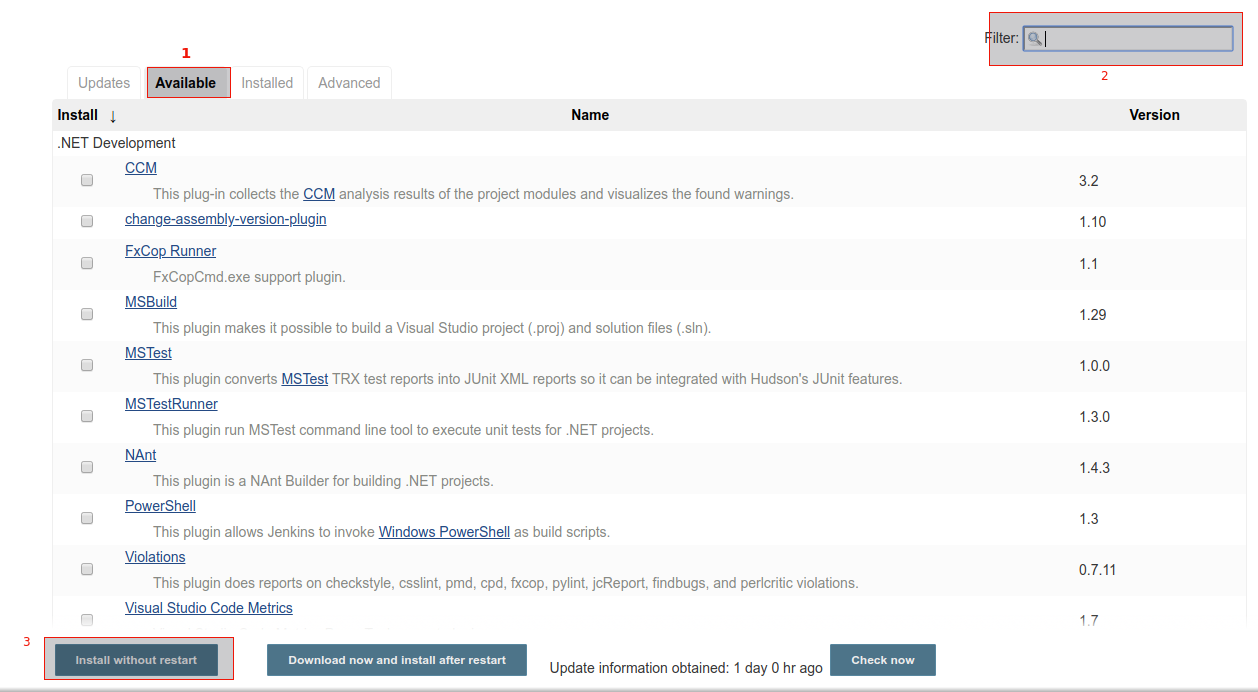 Filter:
1
2
Updates Available Installed Advanced
Install ↓ Name Version
.NET Development
CCM
This plug-in collects the CCM analysis results of the project modules and visualizes the found warnings.
3.2
change-assembly-version-plugin
1.10
FxCop Runner
FxCopCmd.exe support plugin.
1.1
MSBuild
This plugin makes it possible to build a Visual Studio project (.proj) and solution files (.sln).
1.29
MSTest
This plugin converts MSTest TRX test reports into JUnit XML reports so it can be integrated with Hudson's JUnit features.
1.0.0
MSTestRunner
This plugin run MSTest command line tool to execute unit tests for .NET projects.
1.3.0
NAnt
This plugin is a NAnt Builder for building .NET projects.
1.4.3
PowerShell
This plugin allows Jenkins to invoke Windows PowerShell as build scripts.
1.3
Violations
This plugin does reports on checkstyle, csslint, pmd, cpd, fxcop, pylint, jcReport, findbugs, and perlcritic violations.
0.7.11
Visual Studio Code Metrics
1.7
3
Install without restart Download now and install after restart Update information obtained: 1 day 0 hr ago Check now